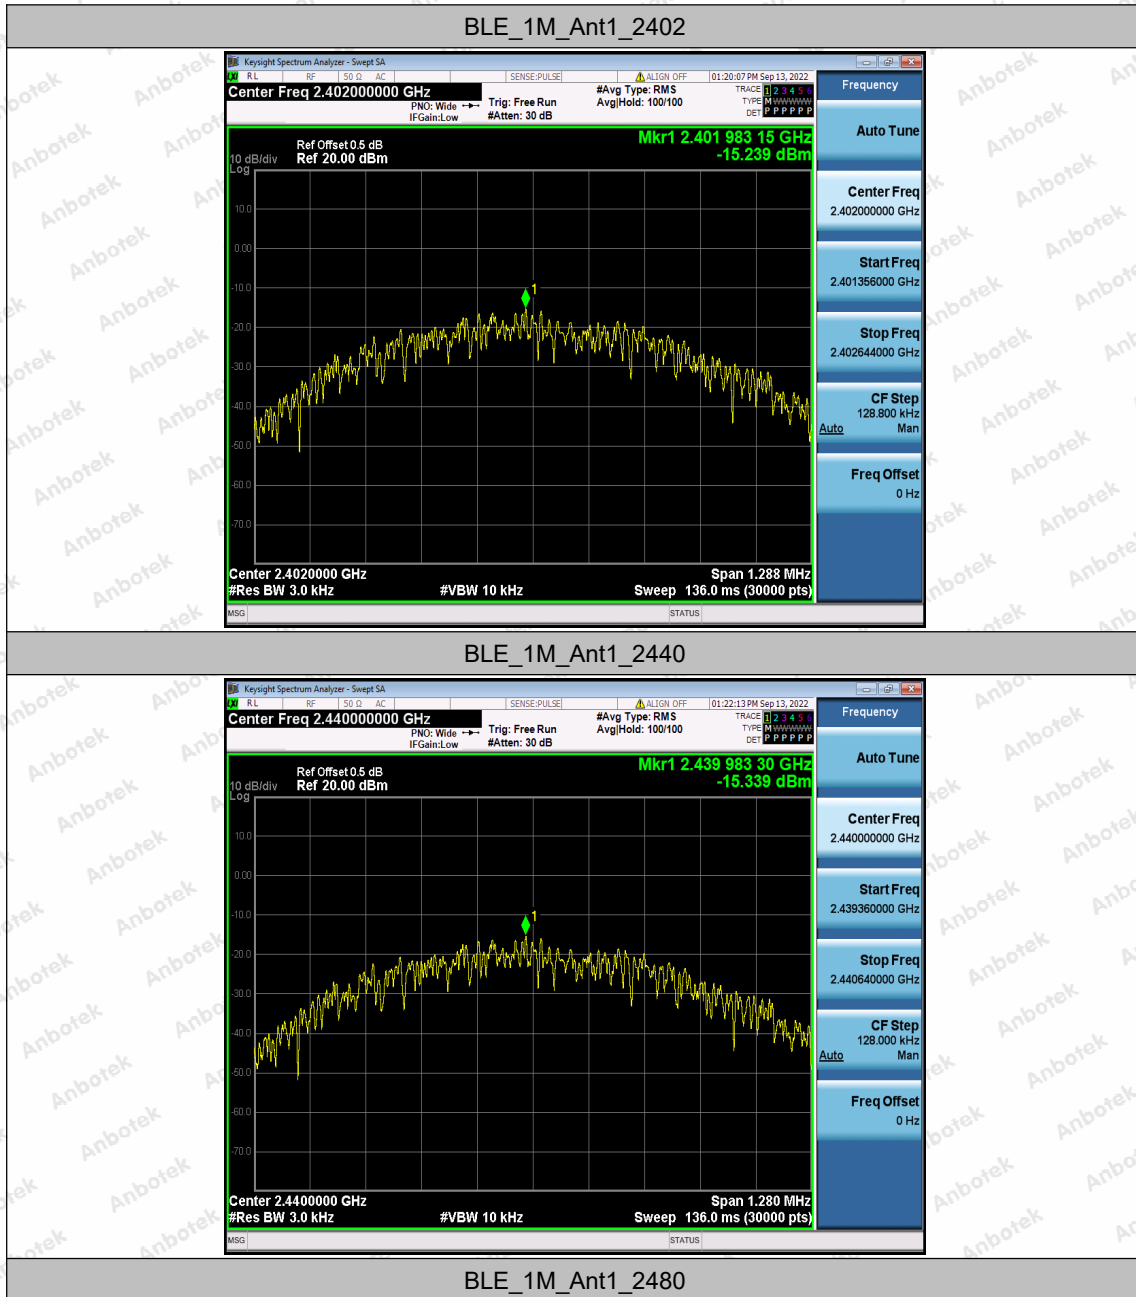 BLE_1M_Ant1_2402
Keysight Spectrum Analyzer - Swept SA
RL RF 50 Ω AC SENSE:PULSE ALIGN OFF 01:20:07 PM Sep 13, 2022
Center Freq 2.402000000 GHz
PNO: Wide
IFGain:Low
Trig: Free Run
#Atten: 30 dB
#Avg Type: RMS
Avg|Hold: 100/100
TRACE 1 2 3 4 5 6
TYPE M W W W W W
DET P P P P P P
Frequency
Mkr1 2.401 983 15 GHz
-15.239 dBm
Ref Offset 0.5 dB
10 dB/div Ref 20.00 dBm
Log
10.0
0.00
-10.0
-20.0
-30.0
-40.0
-50.0
-60.0
-70.0
1
Center 2.4020000 GHz Span 1.288 MHz
#Res BW 3.0 kHz #VBW 10 kHz Sweep 136.0 ms (30000 pts)
MSG STATUS
Auto Tune
Center Freq
2.402000000 GHz
Start Freq
2.401356000 GHz
Stop Freq
2.402644000 GHz
CF Step
128.800 kHz
Auto Man
Freq Offset
0 Hz
BLE_1M_Ant1_2440
Keysight Spectrum Analyzer - Swept SA
RL RF 50 Ω AC SENSE:PULSE ALIGN OFF 01:22:13 PM Sep 13, 2022
Center Freq 2.440000000 GHz
PNO: Wide
IFGain:Low
Trig: Free Run
#Atten: 30 dB
#Avg Type: RMS
Avg|Hold: 100/100
TRACE 1 2 3 4 5 6
TYPE M W W W W W
DET P P P P P P
Frequency
Mkr1 2.439 983 30 GHz
-15.339 dBm
Ref Offset 0.5 dB
10 dB/div Ref 20.00 dBm
Log
10.0
0.00
-10.0
-20.0
-30.0
-40.0
-50.0
-60.0
-70.0
1
Center 2.4400000 GHz Span 1.280 MHz
#Res BW 3.0 kHz #VBW 10 kHz Sweep 136.0 ms (30000 pts)
MSG STATUS
Auto Tune
Center Freq
2.440000000 GHz
Start Freq
2.439360000 GHz
Stop Freq
2.440640000 GHz
CF Step
128.000 kHz
Auto Man
Freq Offset
0 Hz
BLE_1M_Ant1_2480
Anbotek